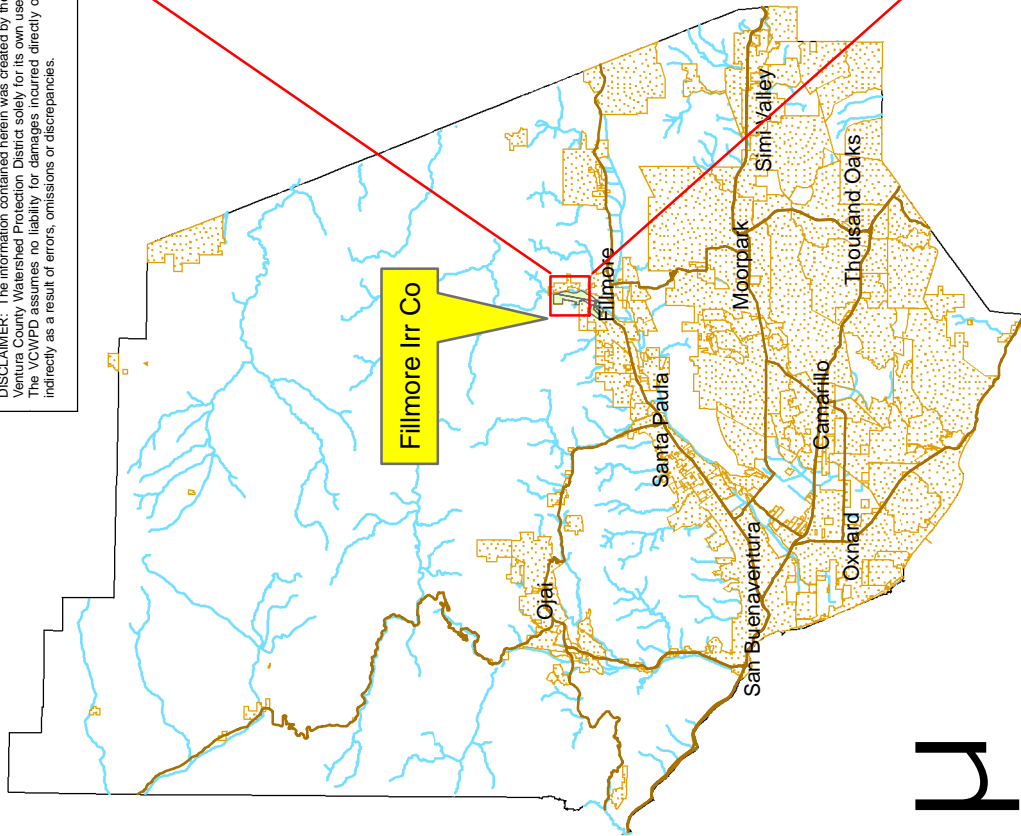 DISCLAIMER: The information contained herein was created by the
Ventura County Watershed Protection District solely for its own use
The VCWPD assumes no liability for damages incurred directly o
indirectly as a result of errors, omissions or discrepancies.
Fillmore Irr Co
Fillmore
Santa Paula
Ojai
Simi Valley
Moorpark
Thousand Oaks
Camarillo
San Buenaventura
Oxnard
µ